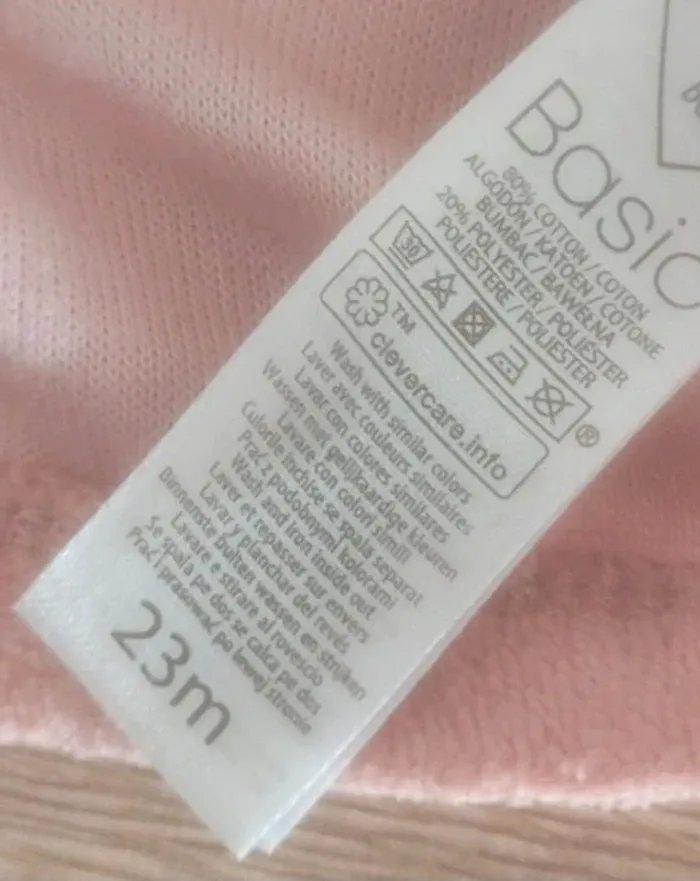 Basic
80% COTTON / COTON
ALGODÓN / KATOEN / COTONE
BUMBAC / BAWEŁNA
20% POLYESTER / POLIÉSTER
POLIESTERE / POLIESTER
30
®
™
clevercare.info
Wash with similar colors
Laver avec couleurs similaires
Lavar con colores similares
Wassen met gelijkaardige kleuren
Lavare con colori simili
Culorile închise se spala separat
Prać z podobnymi kolorami
Wash and iron inside out
Laver et repasser sur envers
Lavar y planchar del revés
Binnenste buiten wassen en strijken
Lavare e stirare al rovescio
Se spala pe dos se calca pe dos
Prać i prasować po lewej stronie
23m